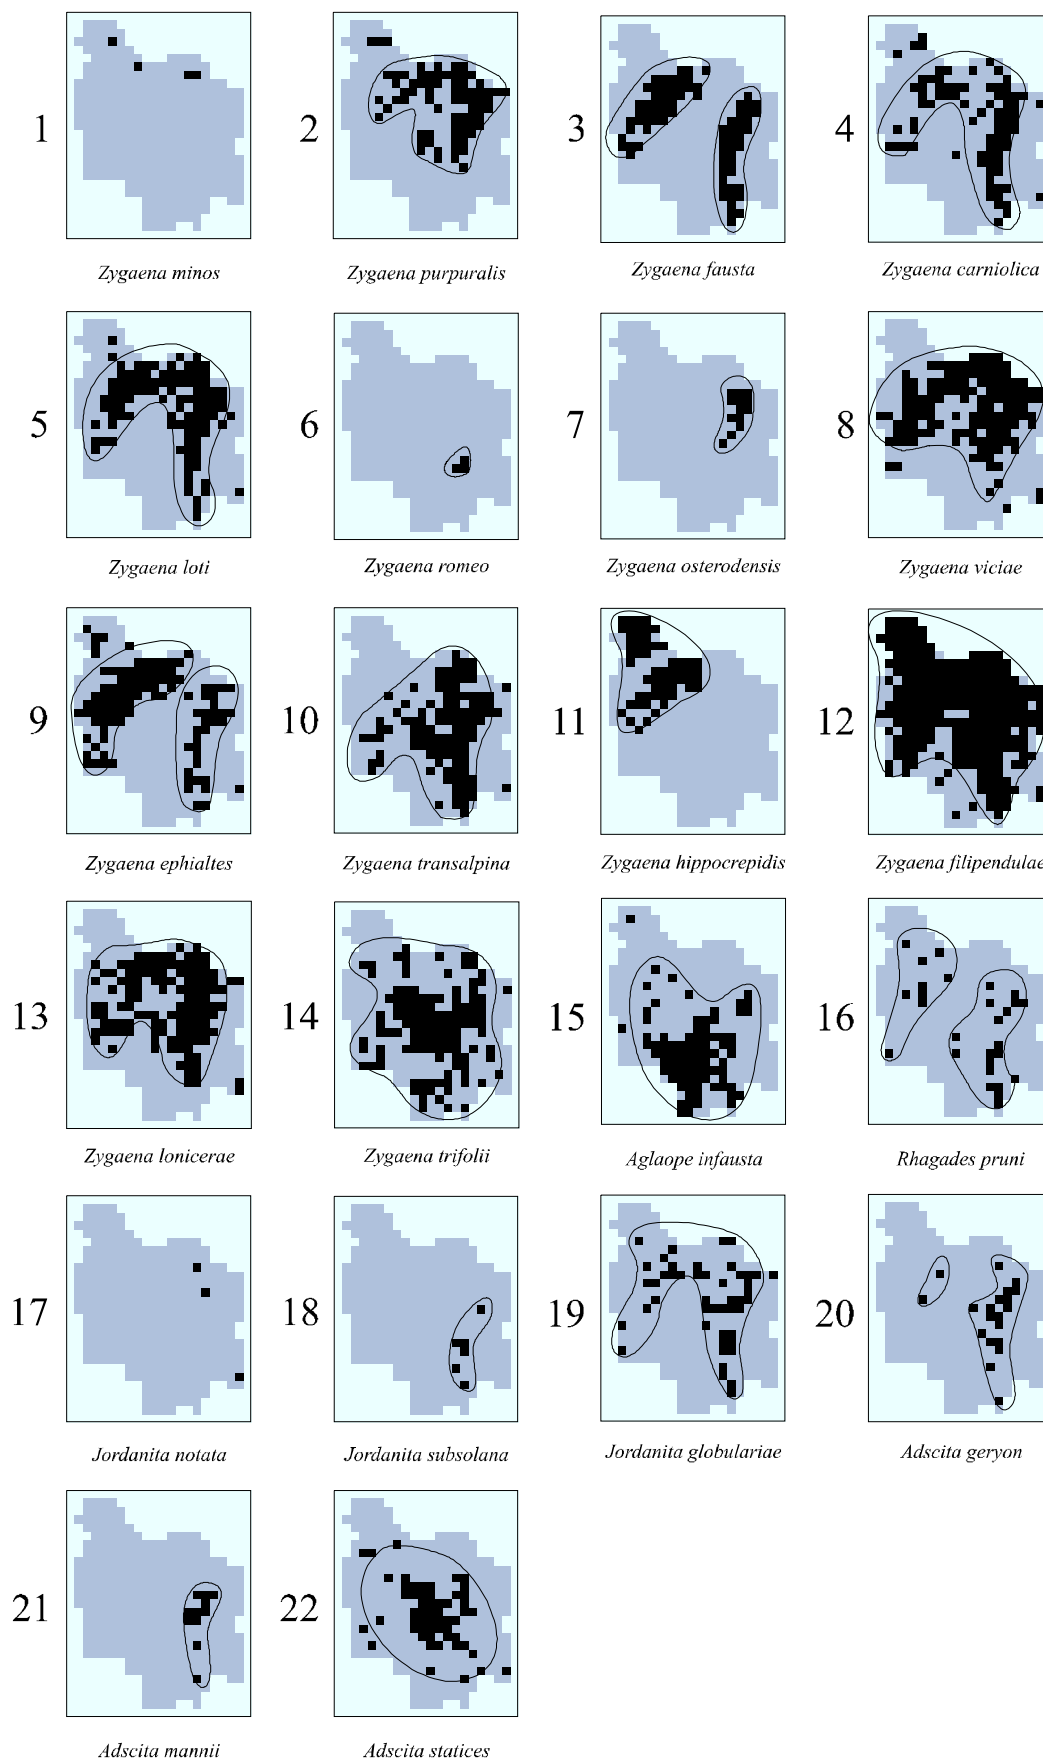 1 2 3 4
Zygaena minos Zygaena purpuralis Zygaena fausta Zygaena carniolica
5 6 7 8
Zygaena loti Zygaena romeo Zygaena osterodensis Zygaena viciae
9 10 11 12
Zygaena ephialtes Zygaena transalpina Zygaena hippocrepidis Zygaena filipendulae
13 14 15 16
Zygaena lonicerae Zygaena trifolii Aglaope infausta Rhagades pruni
17 18 19 20
Jordanita notata Jordanita subsolana Jordanita globulariae Adscita geryon
21 22
Adscita mannii Adscita statices